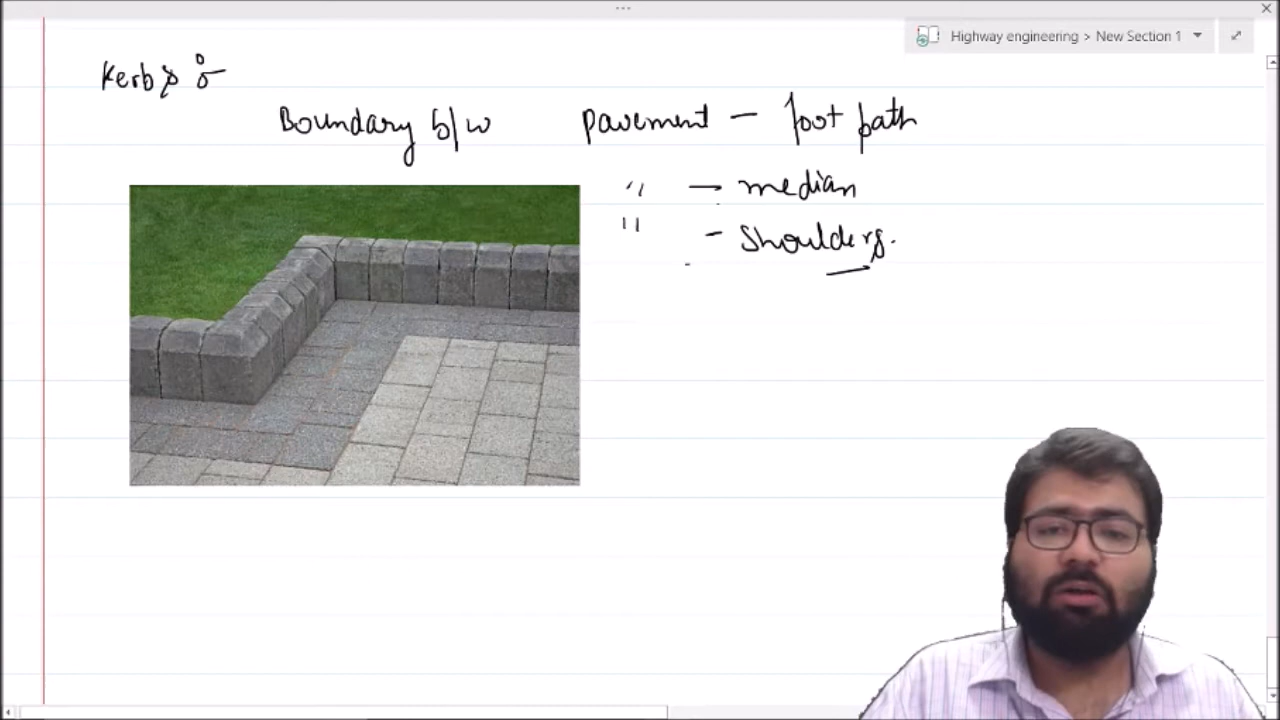 ...
Highway engineering > New Section 1
Kerbs :-
Boundary b/w pavement — foot path
" → median
" - Shoulders.